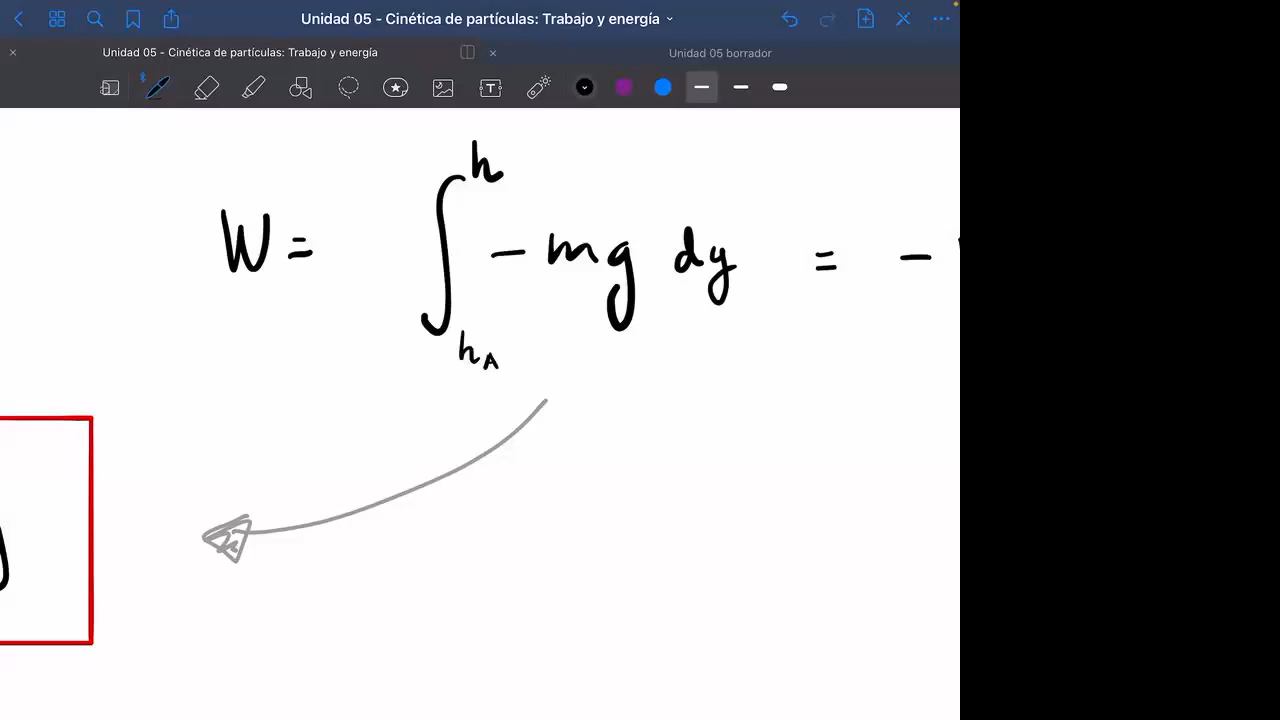 Unidad 05 - Cinética de partículas: Trabajo y energía
Unidad 05 - Cinética de partículas: Trabajo y energía
Unidad 05 borrador
W = ∫_{h_A}^{h} - mg dy = -